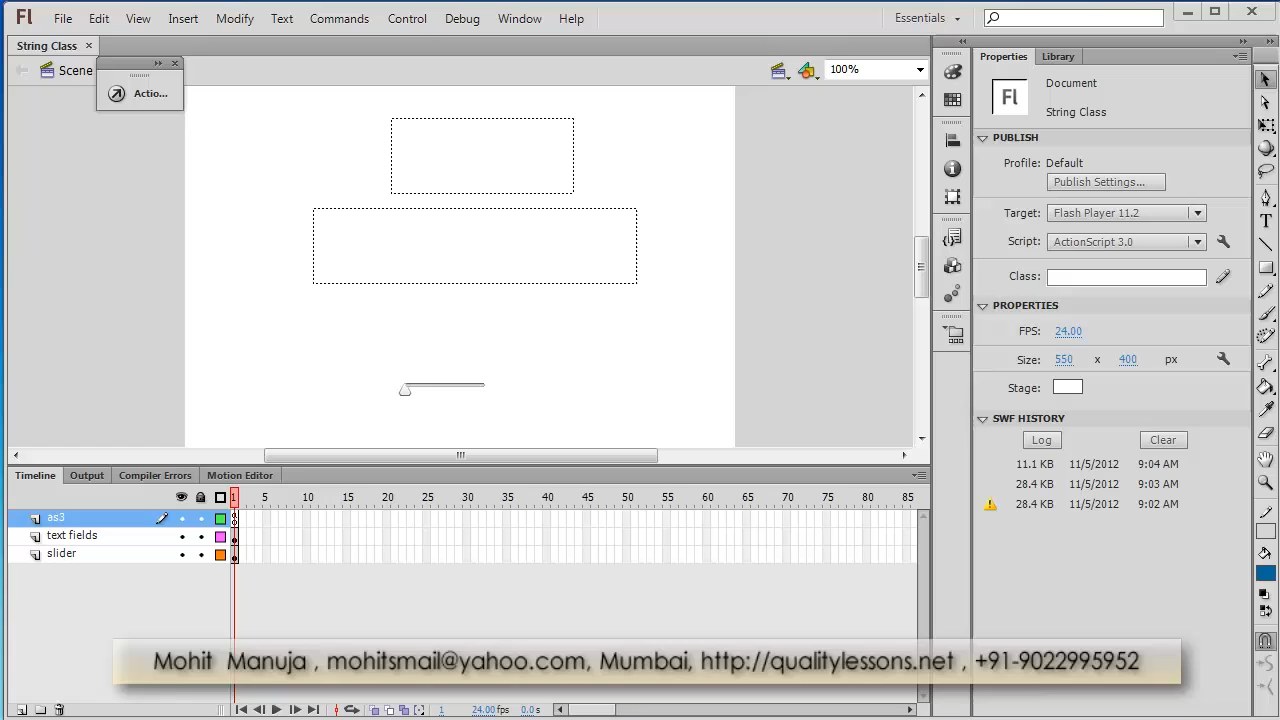 Fl File Edit View Insert Modify Text Commands Control Debug Window Help Essentials
String Class
Scene
100%
Actio...
Properties Library
Fl
Document
String Class
PUBLISH
Profile: Default
Publish Settings...
Target: Flash Player 11.2
Script: ActionScript 3.0
Class:
PROPERTIES
FPS: 24.00
Size: 550 x 400 px
Stage:
SWF HISTORY
Log Clear
11.1 KB 11/5/2012 9:04 AM
28.4 KB 11/5/2012 9:03 AM
28.4 KB 11/5/2012 9:02 AM
Timeline Output Compiler Errors Motion Editor
1 5 10 15 20 25 30 35 40 45 50 55 60 65 70 75 80 85
as3
text fields
slider
Mohit Manuja , mohitsmail@yahoo.com, Mumbai, http://qualitylessons.net , +91-9022995952
1 24.00fps 0.0s